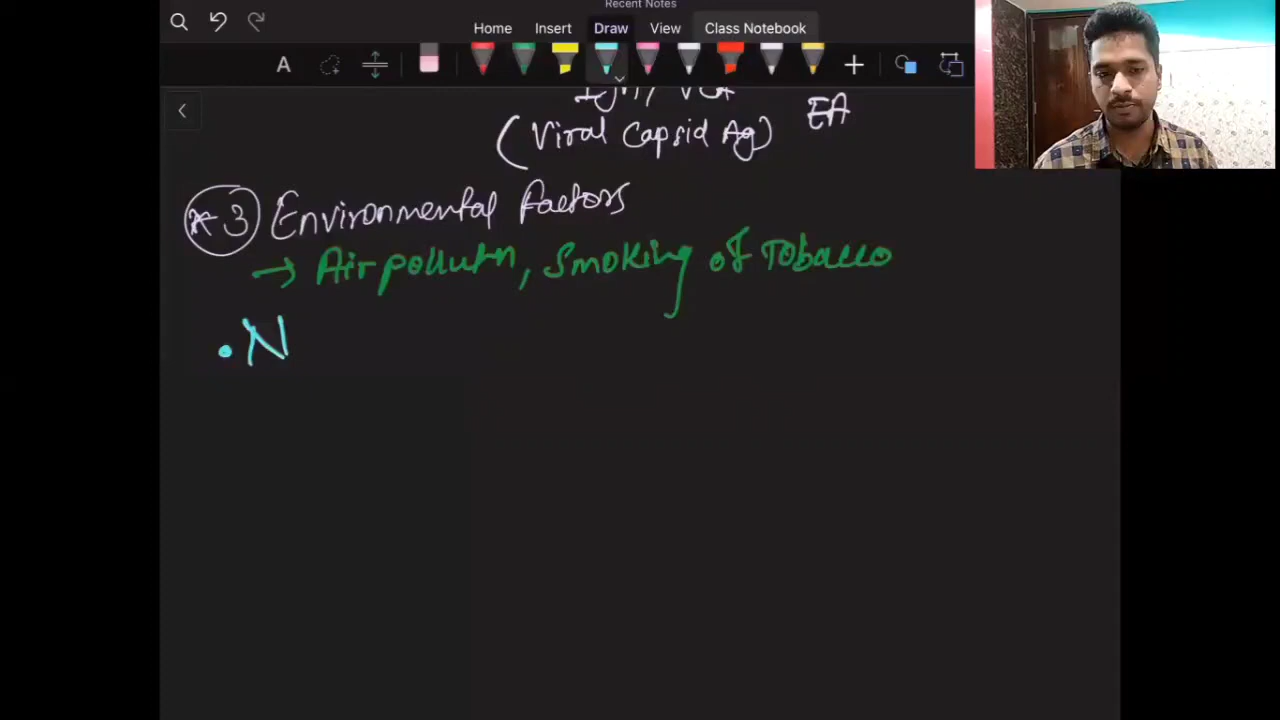 Recent Notes
Home Insert Draw View Class Notebook
A
(Viral Capsid Ag) EA
* 3 Environmental Factors
→ Air pollutn, Smoking of Tobacco
• N